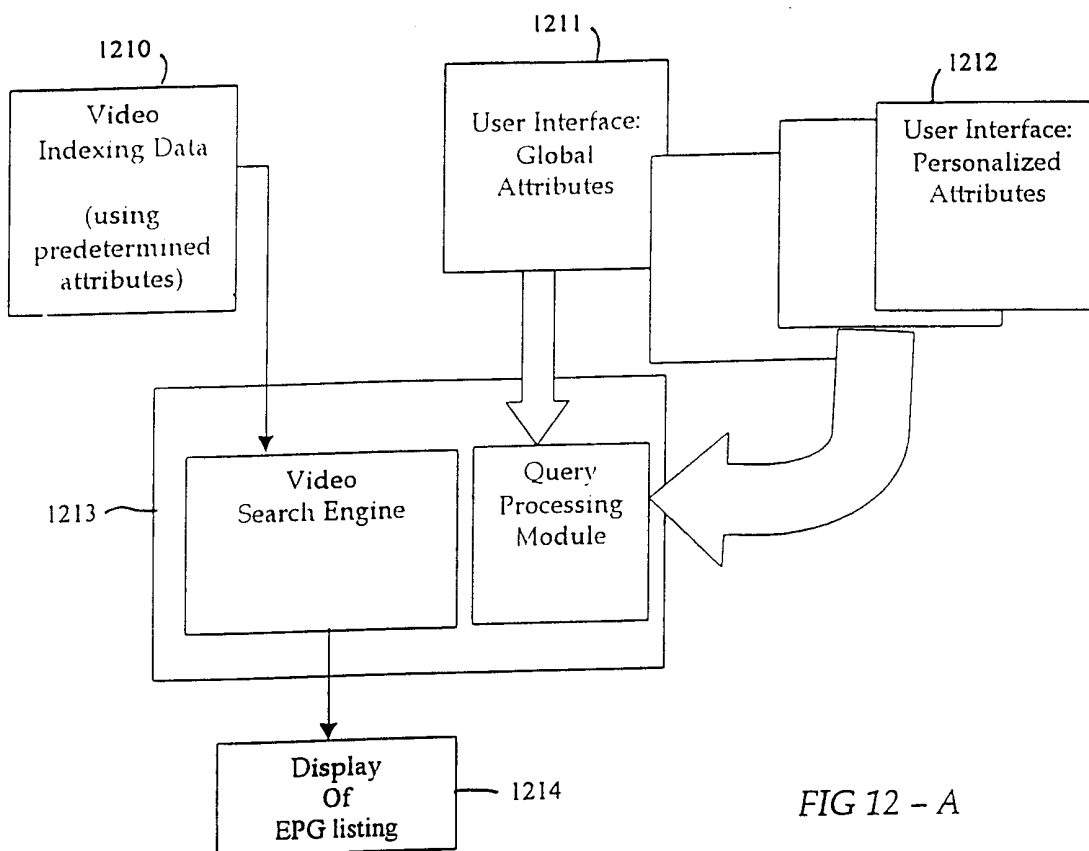 1210
1211
1212
Video
Indexing Data
(using
predetermined
attributes)
User Interface:
Global
Attributes
User Interface:
Personalized
Attributes
1213
Video
Search Engine
Query
Processing
Module
Display
Of
EPG listing
1214
FIG 12 – A